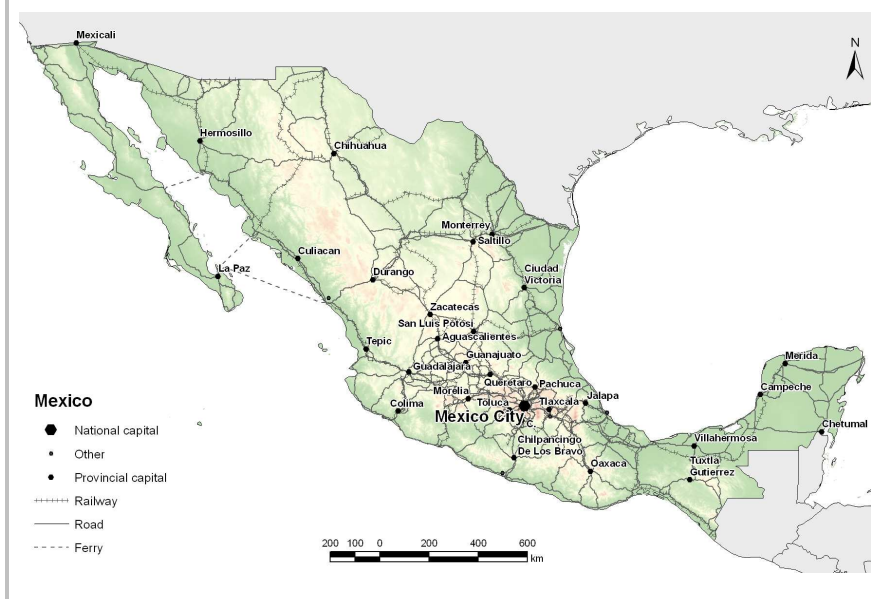 Mexicali
N
Hermosillo
Chihuahua
Monterrey
Saltillo
Culiacan
La Paz
Durango
Ciudad
Victoria
Zacatecas
San Luis Potosi
Aguascalientes
Tepic
Guanajuato
Guadalajara
Queretaro
Pachuca
Merida
Campeche
Morelia
Toluca
Tlaxcala
Jalapa
Colima
Mexico City
C.
Chetumal
Chilpancingo
De Los Bravo
Villahermosa
Oaxaca
Tuxtla
Gutierrez
Mexico
National capital
Other
Provincial capital
Railway
Road
Ferry
200 100 0 200 400 600
km